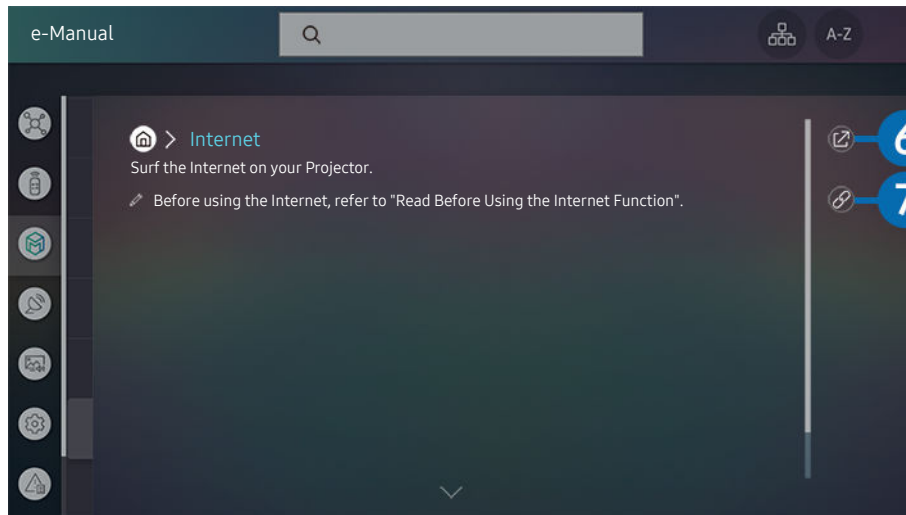 e-Manual
A-Z
> Internet
Surf the Internet on your Projector.
Before using the Internet, refer to "Read Before Using the Internet Function".
6
7